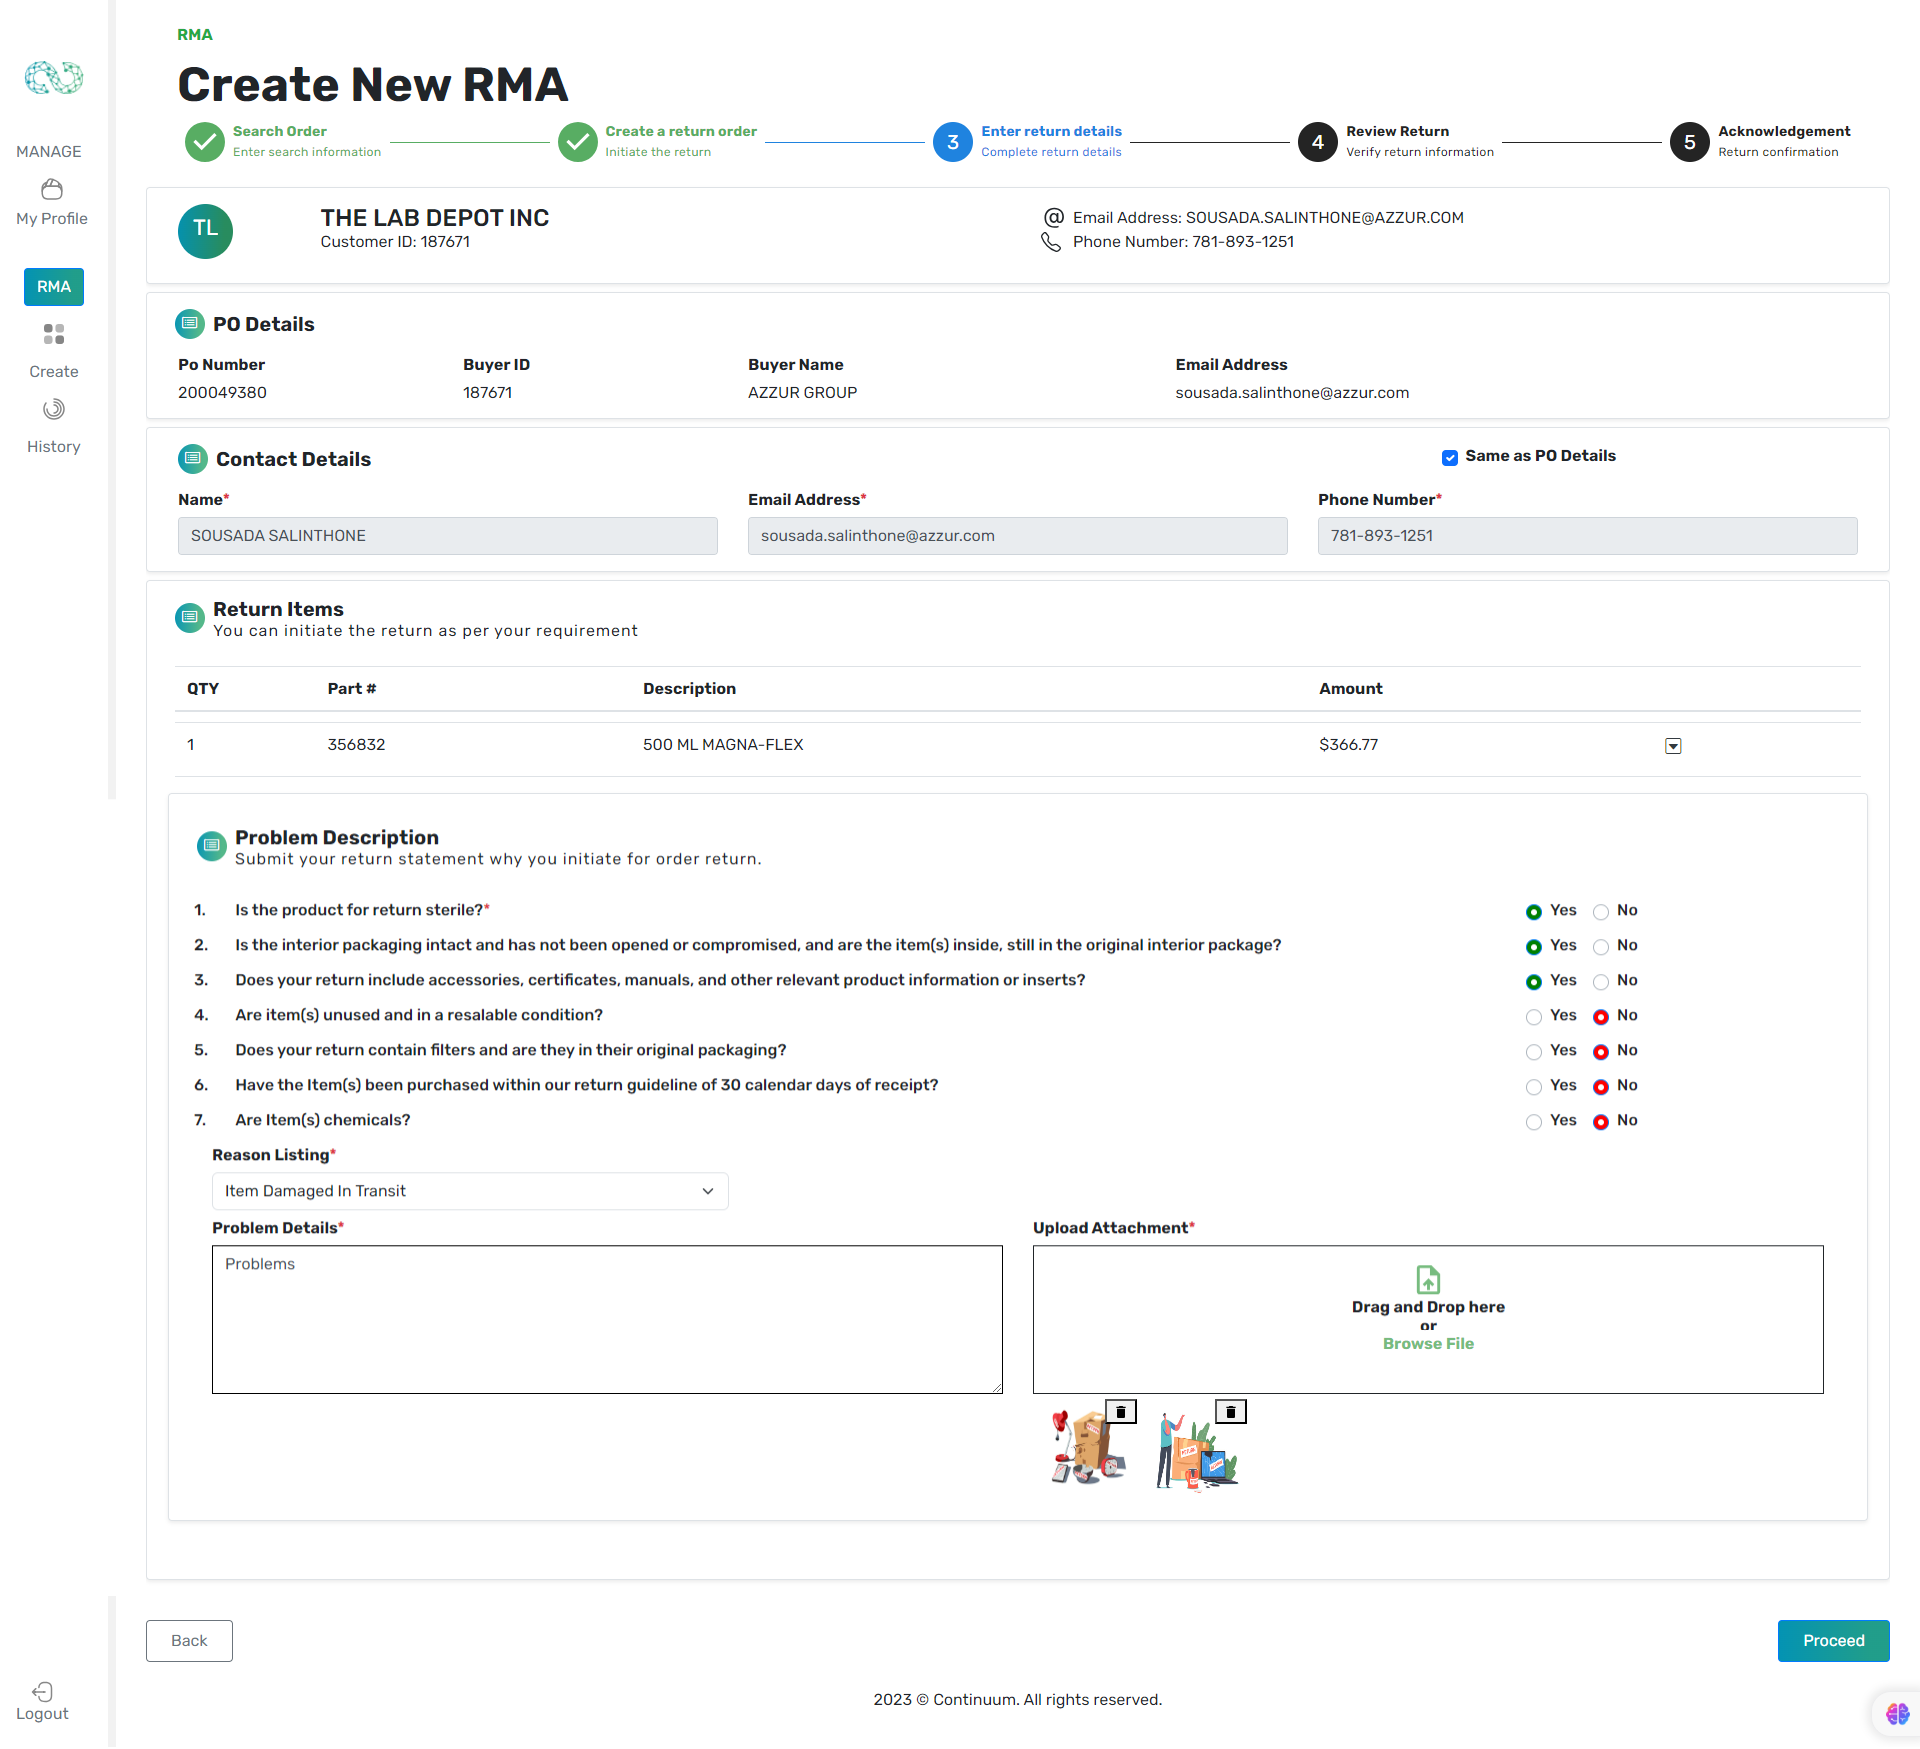 RMA
Create New RMA
MANAGE
My Profile
RMA
Create
History
Logout
Search Order
Enter search information
Create a return order
Initiate the return
3
Enter return details
Complete return details
4
Review Return
Verify return information
5
Acknowledgement
Return confirmation
TL
THE LAB DEPOT INC
Customer ID: 187671
Email Address: SOUSADA.SALINTHONE@AZZUR.COM
Phone Number: 781-893-1251
PO Details
Po Number Buyer ID Buyer Name Email Address
200049380 187671 AZZUR GROUP sousada.salinthone@azzur.com
Contact Details
Same as PO Details
Name* Email Address* Phone Number*
SOUSADA SALINTHONE sousada.salinthone@azzur.com 781-893-1251
Return Items
You can initiate the return as per your requirement
QTY Part # Description Amount
1 356832 500 ML MAGNA-FLEX $366.77
Problem Description
Submit your return statement why you initiate for order return.
1. Is the product for return sterile?* Yes No
2. Is the interior packaging intact and has not been opened or compromised, and are the item(s) inside, still in the original interior package? Yes No
3. Does your return include accessories, certificates, manuals, and other relevant product information or inserts? Yes No
4. Are item(s) unused and in a resalable condition? Yes No
5. Does your return contain filters and are they in their original packaging? Yes No
6. Have the Item(s) been purchased within our return guideline of 30 calendar days of receipt? Yes No
7. Are Item(s) chemicals? Yes No
Reason Listing*
Item Damaged In Transit
Problem Details*
Problems
Upload Attachment*
Drag and Drop here
or
Browse File
Back
Proceed
2023 © Continuum. All rights reserved.